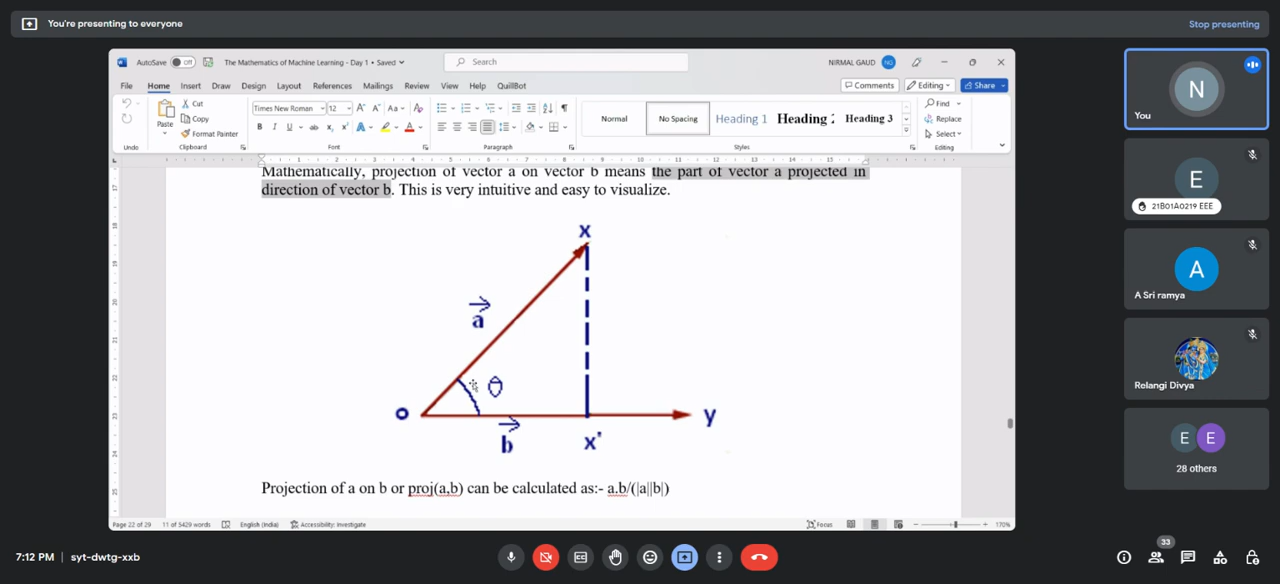 You're presenting to everyone
Stop presenting
AutoSave Off The Mathematics of Machine Learning - Day 1 • Saved
Search
NIRMAL GAUD NG
File Home Insert Draw Design Layout References Mailings Review View Help QuillBot
Comments Editing Share
Paste
Cut
Copy
Format Painter
Times New Roman 12
Normal No Spacing Heading 1 Heading 2 Heading 3
Find
Replace
Select
Undo Clipboard Font Paragraph Styles Editing
Mathematically, projection of vector a on vector b means the part of vector a projected in
direction of vector b. This is very intuitive and easy to visualize.
x
a
θ
o
y
b
x'
Projection of a on b or proj(a,b) can be calculated as:- a.b/(|a||b|)
Page 22 of 29 11 of 5429 words English (India) Accessibility: Investigate Focus 170%
N
You
E
21B01A0219 EEE
A
A Sri ramya
Relangi Divya
E E
28 others
7:12 PM | syt-dwtg-xxb
33